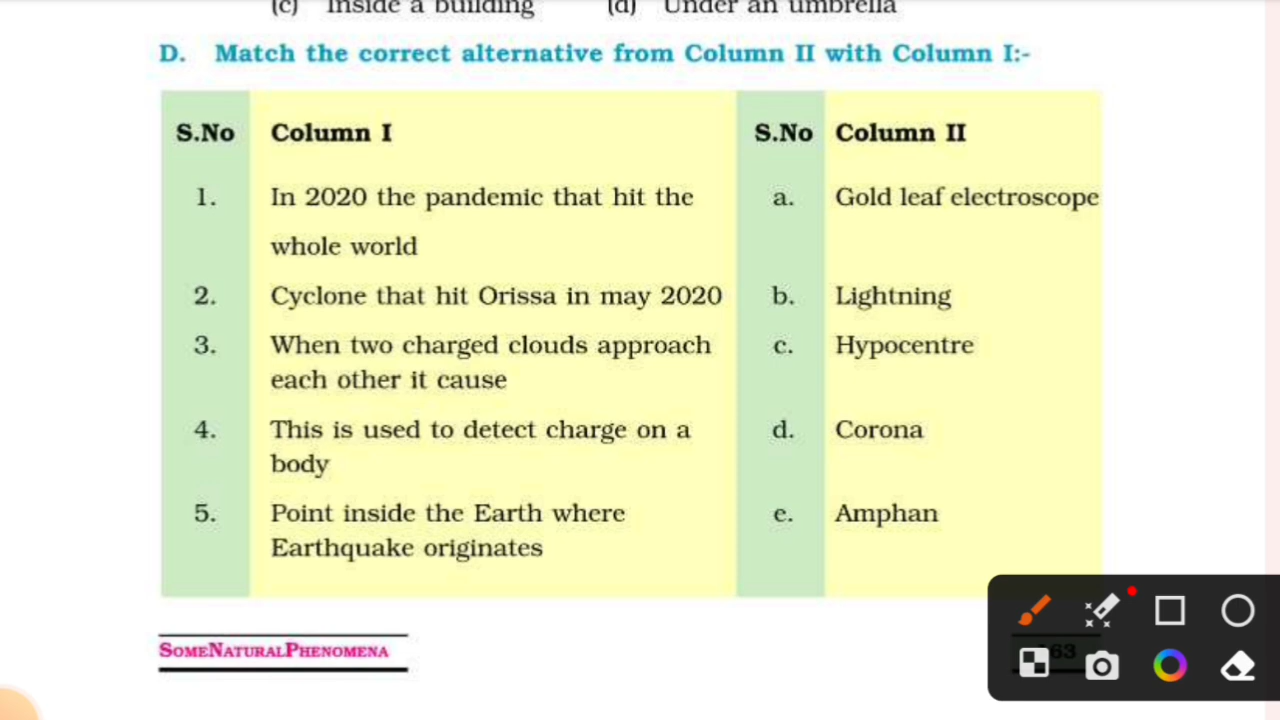 (c) Inside a building (d) Under an umbrella
D. Match the correct alternative from Column II with Column I:-
S.No Column I S.No Column II
1. In 2020 the pandemic that hit the a. Gold leaf electroscope
whole world
2. Cyclone that hit Orissa in may 2020 b. Lightning
3. When two charged clouds approach c. Hypocentre
each other it cause
4. This is used to detect charge on a d. Corona
body
5. Point inside the Earth where e. Amphan
Earthquake originates
SOMENATURALPHENOMENA